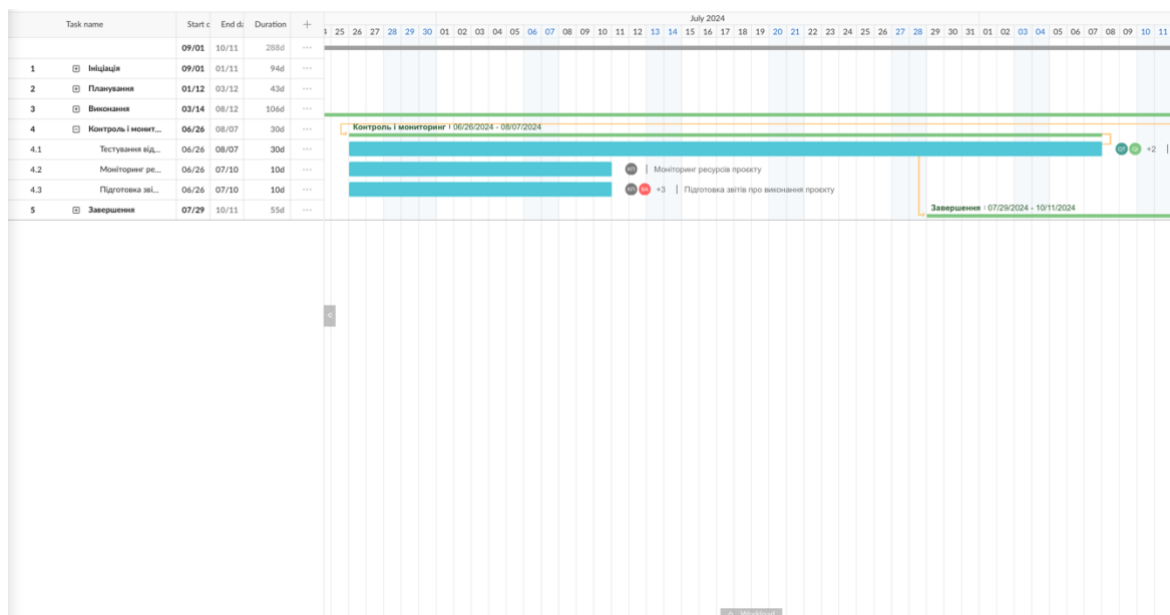 Task name Start d End da Duration +
July 2024
25 26 27 28 29 30 01 02 03 04 05 06 07 08 09 10 11 12 13 14 15 16 17 18 19 20 21 22 23 24 25 26 27 28 29 30 31 01 02 03 04 05 06 07 08 09 10 11
09/01 10/11 288d ...
1 Ініціація 09/01 01/11 94d ...
2 Планування 01/12 03/12 43d ...
3 Виконання 03/14 08/12 106d ...
4 Контроль і монит... 06/26 08/07 30d ...
Контроль і мониторинг 06/26/2024 - 08/07/2024
4.1 Тестування від... 06/26 08/07 30d ...
+2
4.2 Моніторинг ре... 06/26 07/10 10d ...
Моніторинг ресурсів проєкту
4.3 Підготовка зві... 06/26 07/10 10d ...
+3 Підготовка звітів про виконання проєкту
5 Завершення 07/29 10/11 55d ...
Завершення 07/29/2024 - 10/11/2024
Workload